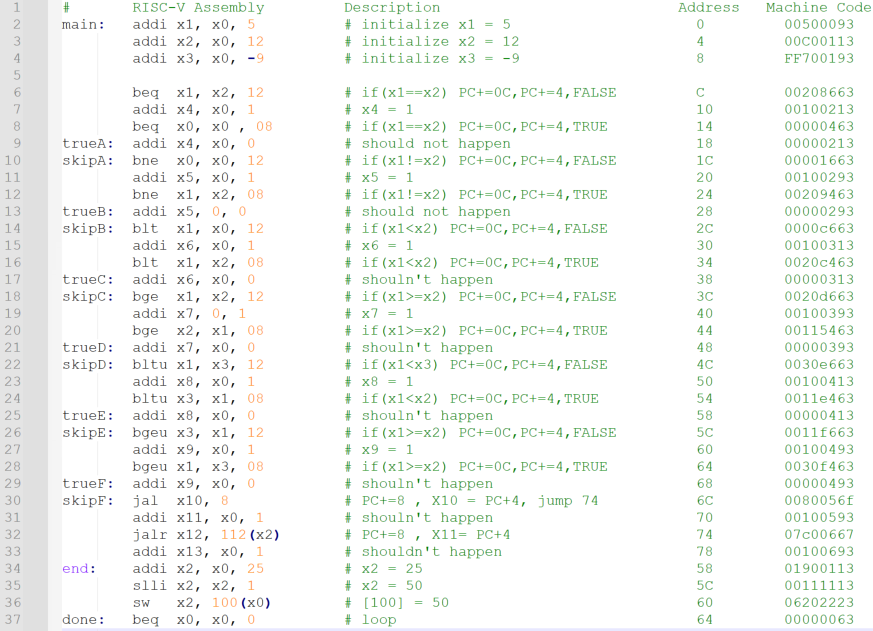 1 # RISC-V Assembly Description Address Machine Code
2 main: addi x1, x0, 5 # initialize x1 = 5 0 00500093
3 addi x2, x0, 12 # initialize x2 = 12 4 00C00113
4 addi x3, x0, -9 # initialize x3 = -9 8 FF700193
5
6 beq x1, x2, 12 # if(x1==x2) PC+=0C,PC+=4,FALSE C 00208663
7 addi x4, x0, 1 # x4 = 1 10 00100213
8 beq x0, x0 , 08 # if(x1==x2) PC+=0C,PC+=4,TRUE 14 00000463
9 trueA: addi x4, x0, 0 # should not happen 18 00000213
10 skipA: bne x0, x0, 12 # if(x1!=x2) PC+=0C,PC+=4,FALSE 1C 00001663
11 addi x5, x0, 1 # x5 = 1 20 00100293
12 bne x1, x2, 08 # if(x1!=x2) PC+=0C,PC+=4,TRUE 24 00209463
13 trueB: addi x5, 0, 0 # should not happen 28 00000293
14 skipB: blt x1, x0, 12 # if(x1<x2) PC+=0C,PC+=4,FALSE 2C 0000c663
15 addi x6, x0, 1 # x6 = 1 30 00100313
16 blt x1, x2, 08 # if(x1<x2) PC+=0C,PC+=4,TRUE 34 0020c463
17 trueC: addi x6, x0, 0 # shouln't happen 38 00000313
18 skipC: bge x1, x2, 12 # if(x1>=x2) PC+=0C,PC+=4,FALSE 3C 0020d663
19 addi x7, 0, 1 # x7 = 1 40 00100393
20 bge x2, x1, 08 # if(x1>=x2) PC+=0C,PC+=4,TRUE 44 00115463
21 trueD: addi x7, x0, 0 # shouln't happen 48 00000393
22 skipD: bltu x1, x3, 12 # if(x1<x3) PC+=0C,PC+=4,FALSE 4C 0030e663
23 addi x8, x0, 1 # x8 = 1 50 00100413
24 bltu x3, x1, 08 # if(x1<x2) PC+=0C,PC+=4,TRUE 54 0011e463
25 trueE: addi x8, x0, 0 # shouln't happen 58 00000413
26 skipE: bgeu x3, x1, 12 # if(x1>=x2) PC+=0C,PC+=4,FALSE 5C 0011f663
27 addi x9, x0, 1 # x9 = 1 60 00100493
28 bgeu x1, x3, 08 # if(x1>=x2) PC+=0C,PC+=4,TRUE 64 0030f463
29 trueF: addi x9, x0, 0 # shouln't happen 68 00000493
30 skipF: jal x10, 8 # PC+=8 , X10 = PC+4, jump 74 6C 0080056f
31 addi x11, x0, 1 # shouln't happen 70 00100593
32 jalr x12, 112(x2) # PC+=8 , X11= PC+4 74 07c00667
33 addi x13, x0, 1 # shouldn't happen 78 00100693
34 end: addi x2, x0, 25 # x2 = 25 58 01900113
35 slli x2, x2, 1 # x2 = 50 5C 00111113
36 sw x2, 100(x0) # [100] = 50 60 06202223
37 done: beq x0, x0, 0 # loop 64 00000063